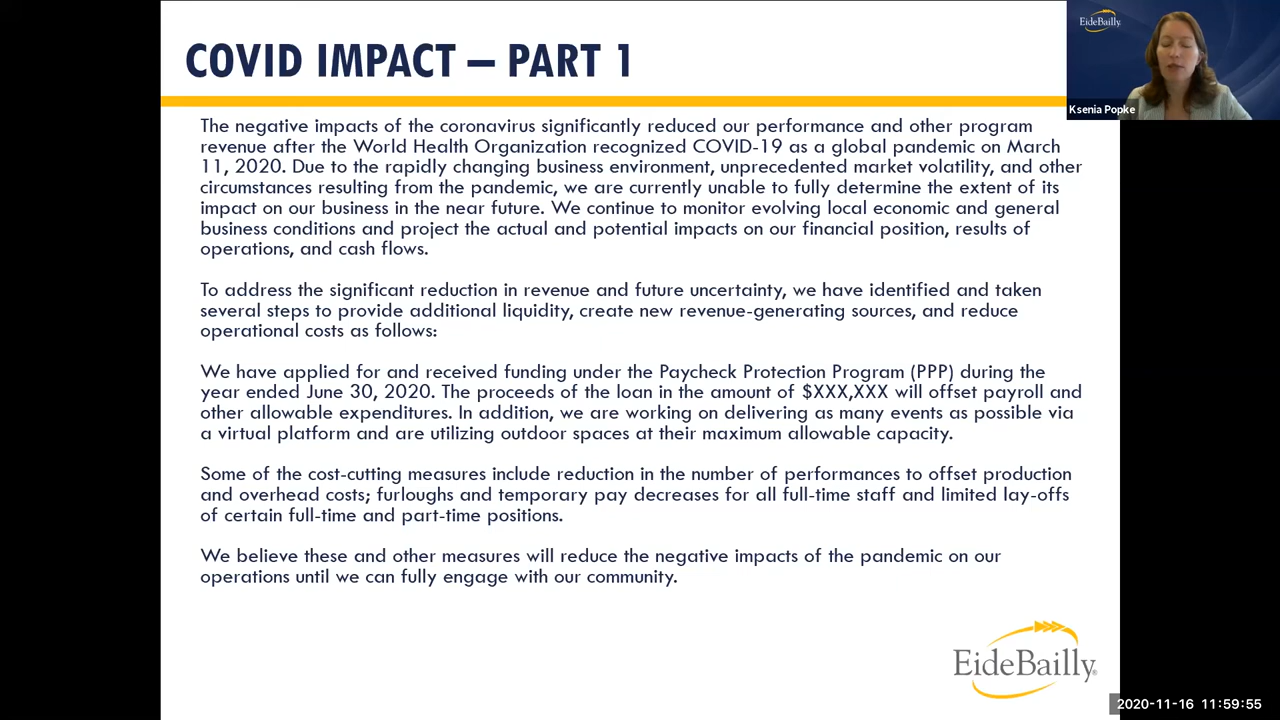 COVID IMPACT – PART 1
EideBailly
Ksenia Popke
The negative impacts of the coronavirus significantly reduced our performance and other program
revenue after the World Health Organization recognized COVID-19 as a global pandemic on March
11, 2020. Due to the rapidly changing business environment, unprecedented market volatility, and other
circumstances resulting from the pandemic, we are currently unable to fully determine the extent of its
impact on our business in the near future. We continue to monitor evolving local economic and general
business conditions and project the actual and potential impacts on our financial position, results of
operations, and cash flows.
To address the significant reduction in revenue and future uncertainty, we have identified and taken
several steps to provide additional liquidity, create new revenue-generating sources, and reduce
operational costs as follows:
We have applied for and received funding under the Paycheck Protection Program (PPP) during the
year ended June 30, 2020. The proceeds of the loan in the amount of $XXX,XXX will offset payroll and
other allowable expenditures. In addition, we are working on delivering as many events as possible via
a virtual platform and are utilizing outdoor spaces at their maximum allowable capacity.
Some of the cost-cutting measures include reduction in the number of performances to offset production
and overhead costs; furloughs and temporary pay decreases for all full-time staff and limited lay-offs
of certain full-time and part-time positions.
We believe these and other measures will reduce the negative impacts of the pandemic on our
operations until we can fully engage with our community.
EideBailly®
2020-11-16 11:59:55